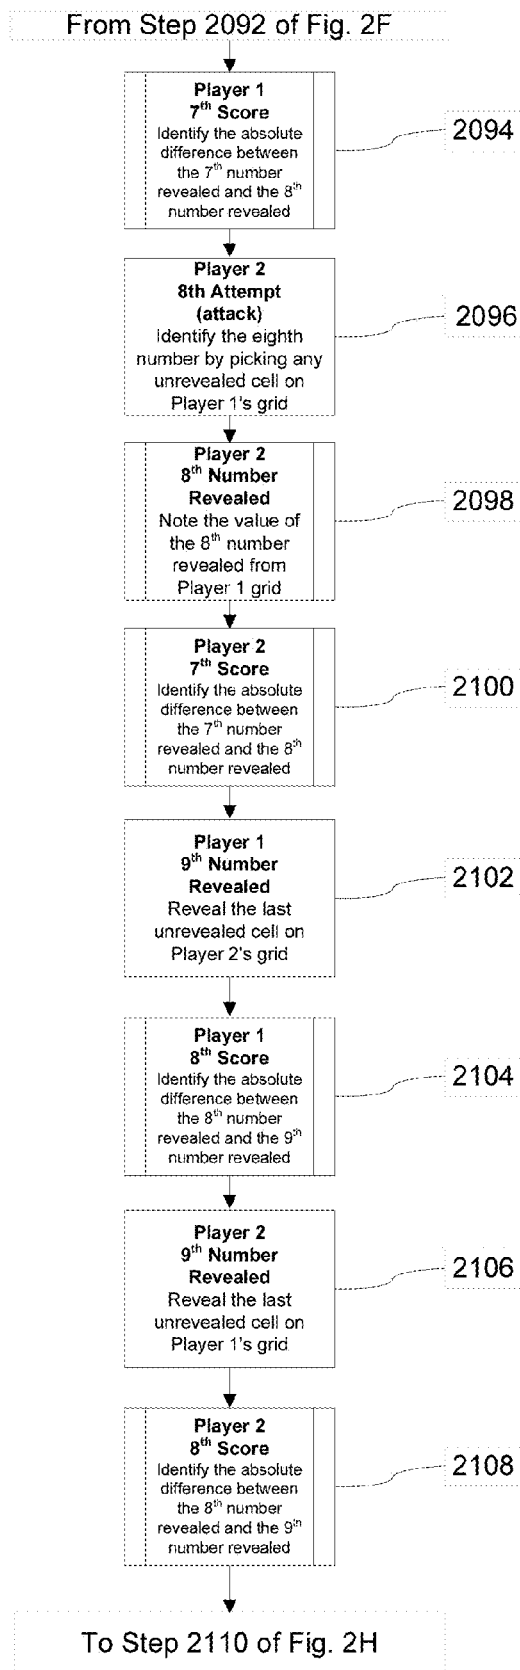 From Step 2092 of Fig. 2F
Player 1
7th Score
Identify the absolute
difference between
the 7th number
revealed and the 8th
number revealed
2094
Player 2
8th Attempt
(attack)
Identify the eighth
number by picking any
unrevealed cell on
Player 1's grid
2096
Player 2
8th Number
Revealed
Note the value of
the 8th number
revealed from
Player 1 grid
2098
Player 2
7th Score
Identify the absolute
difference between
the 7th number
revealed and the 8th
number revealed
2100
Player 1
9th Number
Revealed
Reveal the last
unrevealed cell on
Player 2's grid
2102
Player 1
8th Score
Identify the absolute
difference between
the 8th number
revealed and the 9th
number revealed
2104
Player 2
9th Number
Revealed
Reveal the last
unrevealed cell on
Player 1's grid
2106
Player 2
8th Score
Identify the absolute
difference between
the 8th number
revealed and the 9th
number revealed
2108
To Step 2110 of Fig. 2H